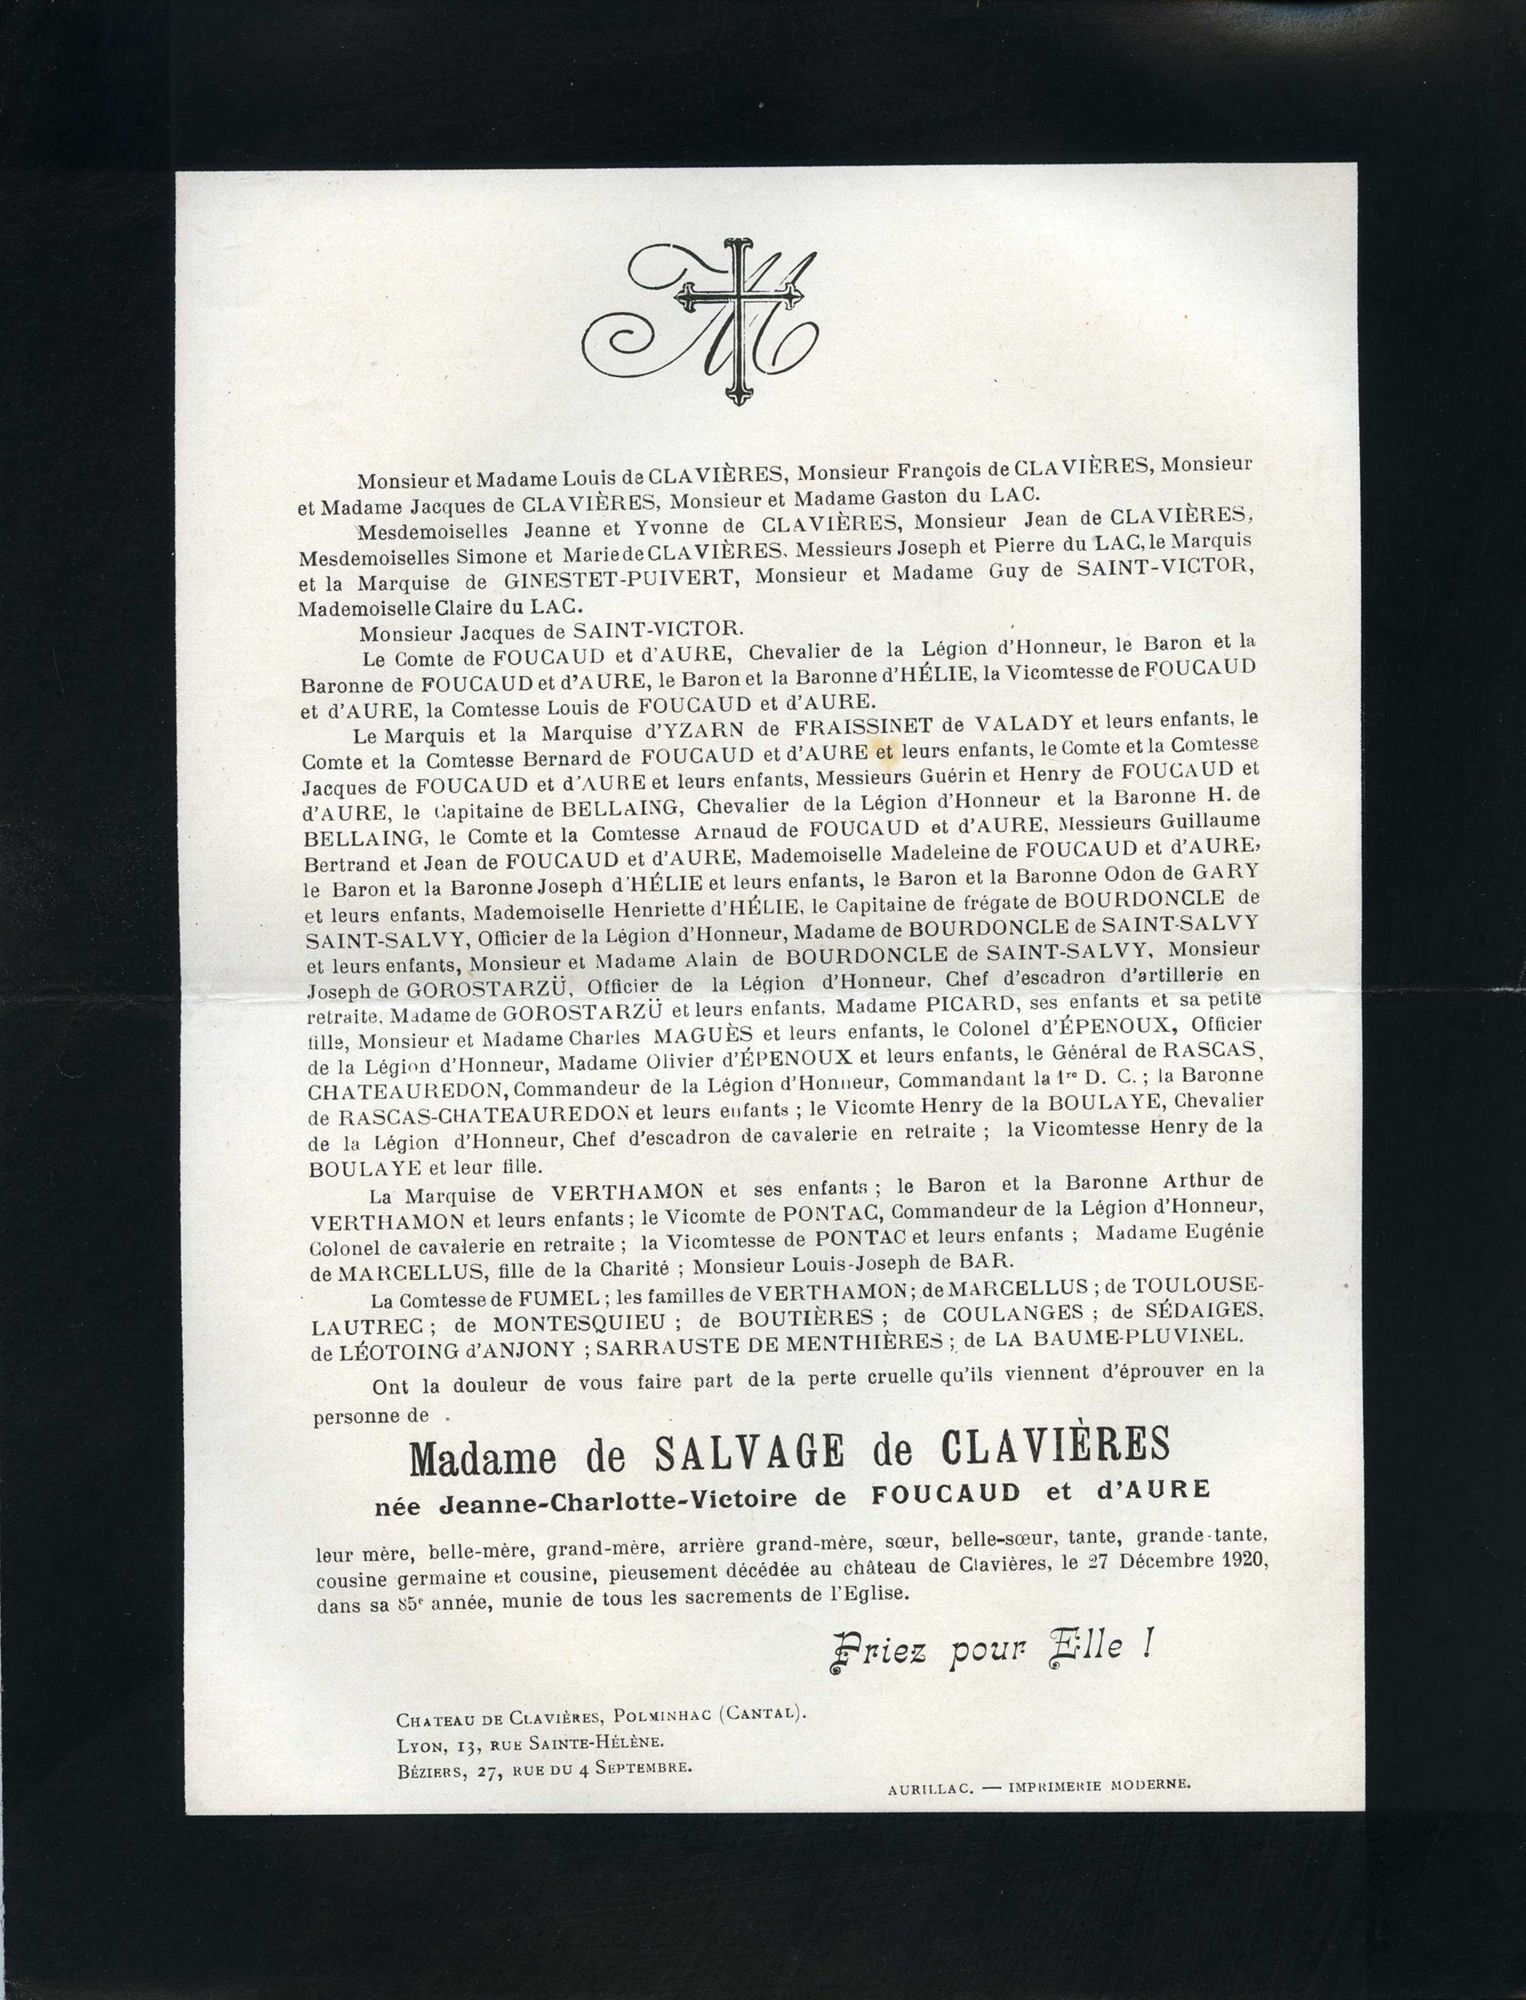 M
Monsieur et Madame Louis de CLAVIÈRES, Monsieur François de CLAVIÈRES, Monsieur
et Madame Jacques de CLAVIÈRES, Monsieur et Madame Gaston du LAC.
Mesdemoiselles Jeanne et Yvonne de CLAVIÈRES, Monsieur Jean de CLAVIÈRES,
Mesdemoiselles Simone et Marie de CLAVIÈRES. Messieurs Joseph et Pierre du LAC, le Marquis
et la Marquise de GINESTET-PUIVERT, Monsieur et Madame Guy de SAINT-VICTOR,
Mademoiselle Claire du LAC.
Monsieur Jacques de SAINT-VICTOR.
Le Comte de FOUCAUD et d'AURE, Chevalier de la Légion d'Honneur, le Baron et la
Baronne de FOUCAUD et d'AURE, le Baron et la Baronne d'HÉLIE, la Vicomtesse de FOUCAUD
et d'AURE, la Comtesse Louis de FOUCAUD et d'AURE.
Le Marquis et la Marquise d'YZARN de FRAISSINET de VALADY et leurs enfants, le
Comte et la Comtesse Bernard de FOUCAUD et d'AURE et leurs enfants, le Comte et la Comtesse
Jacques de FOUCAUD et d'AURE et leurs enfants, Messieurs Guérin et Henry de FOUCAUD et
d'AURE, le Capitaine de BELLAING, Chevalier de la Légion d'Honneur et la Baronne H. de
BELLAING, le Comte et la Comtesse Arnaud de FOUCAUD et d'AURE, Messieurs Guillaume
Bertrand et Jean de FOUCAUD et d'AURE, Mademoiselle Madeleine de FOUCAUD et d'AURE,
le Baron et la Baronne Joseph d'HÉLIE et leurs enfants, le Baron et la Baronne Odon de GARY
et leurs enfants, Mademoiselle Henriette d'HÉLIE, le Capitaine de frégate de BOURDONCLE de
SAINT-SALVY, Officier de la Légion d'Honneur, Madame de BOURDONCLE de SAINT-SALVY
et leurs enfants, Monsieur et Madame Alain de BOURDONCLE de SAINT-SALVY, Monsieur
Joseph de GOROSTARZÜ, Officier de la Légion d'Honneur, Chef d'escadron d'artillerie en
retraite, Madame de GOROSTARZÜ et leurs enfants, Madame PICARD, ses enfants et sa petite
fille, Monsieur et Madame Charles MAGUÈS et leurs enfants, le Colonel d'ÉPENOUX, Officier
de la Légion d'Honneur, Madame Olivier d'ÉPENOUX et leurs enfants, le Général de RASCAS,
CHATEAUREDON, Commandeur de la Légion d'Honneur, Commandant la 1re D. C. ; la Baronne
de RASCAS-CHATEAUREDON et leurs enfants ; le Vicomte Henry de la BOULAYE, Chevalier
de la Légion d'Honneur, Chef d'escadron de cavalerie en retraite ; la Vicomtesse Henry de la
BOULAYE et leur fille.
La Marquise de VERTHAMON et ses enfants ; le Baron et la Baronne Arthur de
VERTHAMON et leurs enfants ; le Vicomte de PONTAC, Commandeur de la Légion d'Honneur,
Colonel de cavalerie en retraite ; la Vicomtesse de PONTAC et leurs enfants ; Madame Eugénie
de MARCELLUS, fille de la Charité ; Monsieur Louis-Joseph de BAR.
La Comtesse de FUMEL ; les familles de VERTHAMON ; de MARCELLUS ; de TOULOUSE-
LAUTREC ; de MONTESQUIEU ; de BOUTIÈRES ; de COULANGES ; de SÉDAIGES,
de LÉOTOING d'ANJONY ; SARRAUSTE DE MENTHIÈRES ; de LA BAUME-PLUVINEL.
Ont la douleur de vous faire part de la perte cruelle qu'ils viennent d'éprouver en la
personne de
Madame de SALVAGE de CLAVIÈRES
née Jeanne-Charlotte-Victoire de FOUCAUD et d'AURE
leur mère, belle-mère, grand-mère, arrière grand-mère, sœur, belle-sœur, tante, grande-tante,
cousine germaine et cousine, pieusement décédée au château de Clavières, le 27 Décembre 1920,
dans sa 85e année, munie de tous les sacrements de l'Eglise.
Priez pour Elle !
CHATEAU DE CLAVIÈRES, POLMINHAC (CANTAL).
LYON, 13, RUE SAINTE-HÉLÈNE.
BÉZIERS, 27, RUE DU 4 SEPTEMBRE.
AURILLAC. — IMPRIMERIE MODERNE.